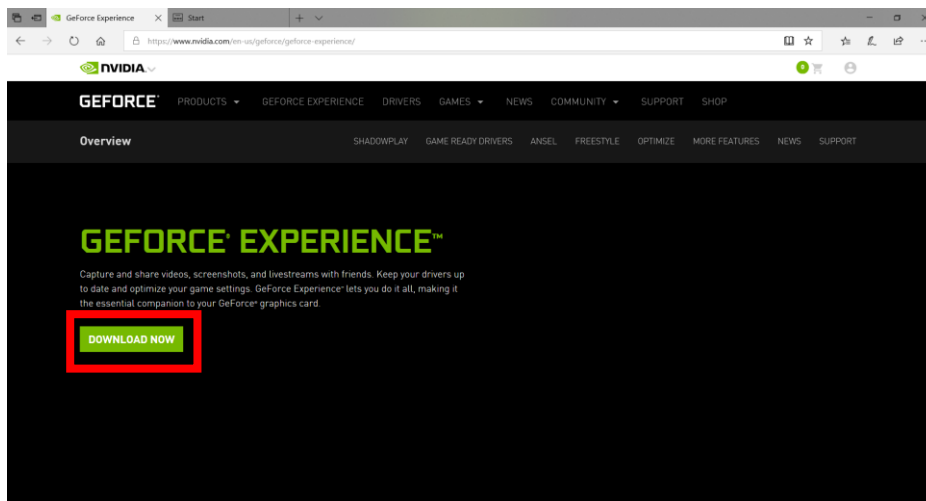 GeForce Experience
Start
https://www.nvidia.com/en-us/geforce/geforce-experience/
NVIDIA.
0
GEFORCE® PRODUCTS GEFORCE EXPERIENCE DRIVERS GAMES NEWS COMMUNITY SUPPORT SHOP
Overview SHADOWPLAY GAME READY DRIVERS ANSEL FREESTYLE OPTIMIZE MORE FEATURES NEWS SUPPORT
GEFORCE® EXPERIENCE™
Capture and share videos, screenshots, and livestreams with friends. Keep your drivers up
to date and optimize your game settings. GeForce Experience™ lets you do it all, making it
the essential companion to your GeForce® graphics card.
DOWNLOAD NOW